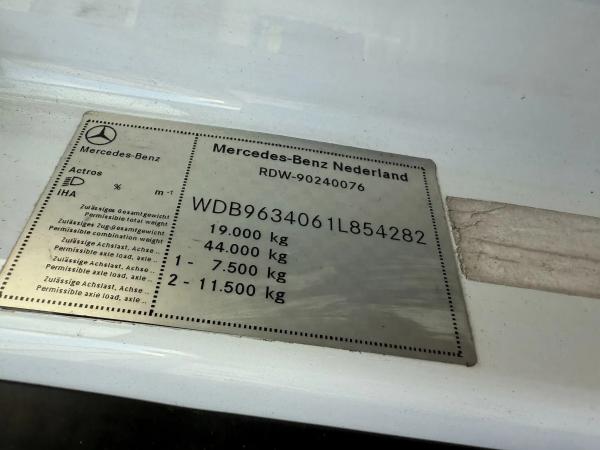 Mercedes-Benz
Mercedes-Benz Nederland
RDW-90240076
Actros
% m⁻¹
IHA
WDB9634061L854282
Zulässiges Gesamtgewicht
Permissible total weight
19.000 kg
Zulässiges Zug-Gesamtgewicht
Permissible combination weight
44.000 kg
Zulässige Achslast, Achse...
Permissible axle load, axle...
1 - 7.500 kg
Zulässige Achslast, Achse...
Permissible axle load, axle...
2 - 11.500 kg